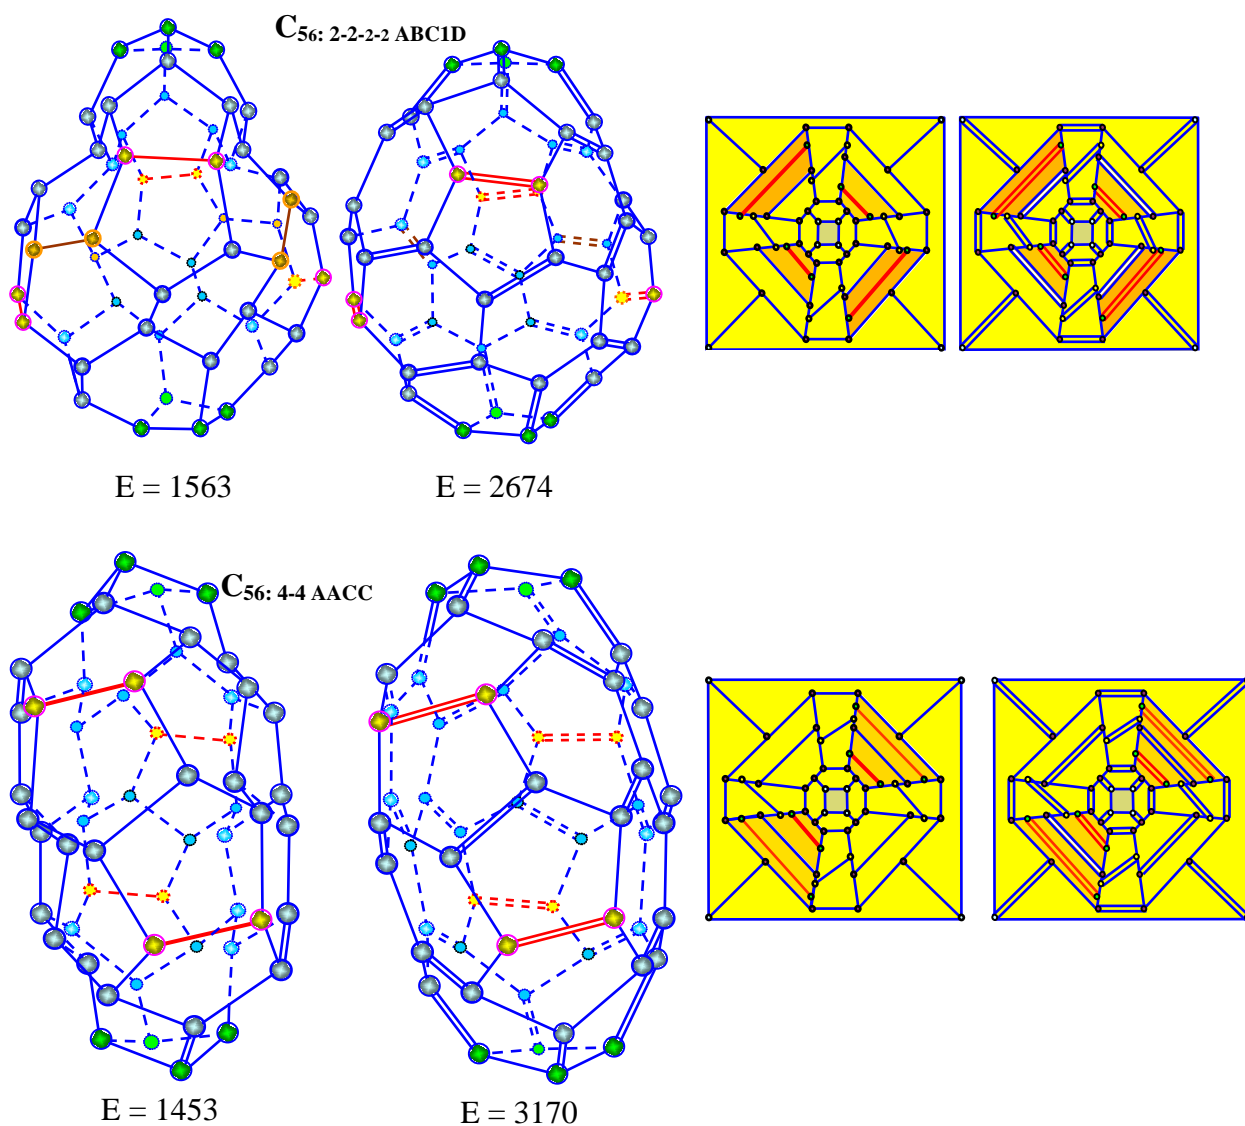 C56: 2-2-2-2 ABC1D
E = 1563
E = 2674
C56: 4-4 AACC
E = 1453
E = 3170